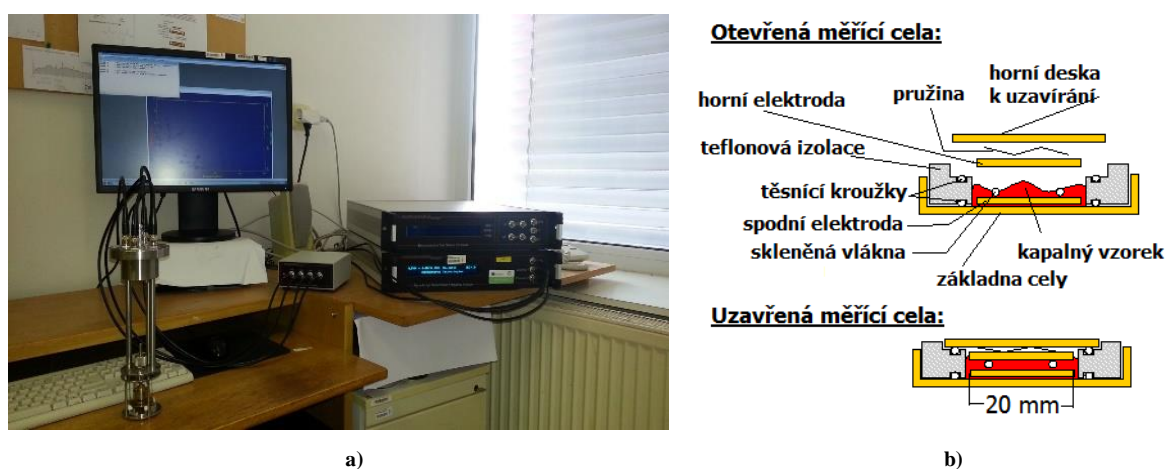 Otevřená měřící cela:
horní deska
k uzavírání
pružina
horní elektroda
teflonová izolace
těsnící kroužky
spodní elektroda
skleněná vlákna
kapalný vzorek
základna cely
Uzavřená měřící cela:
20 mm
a)
b)